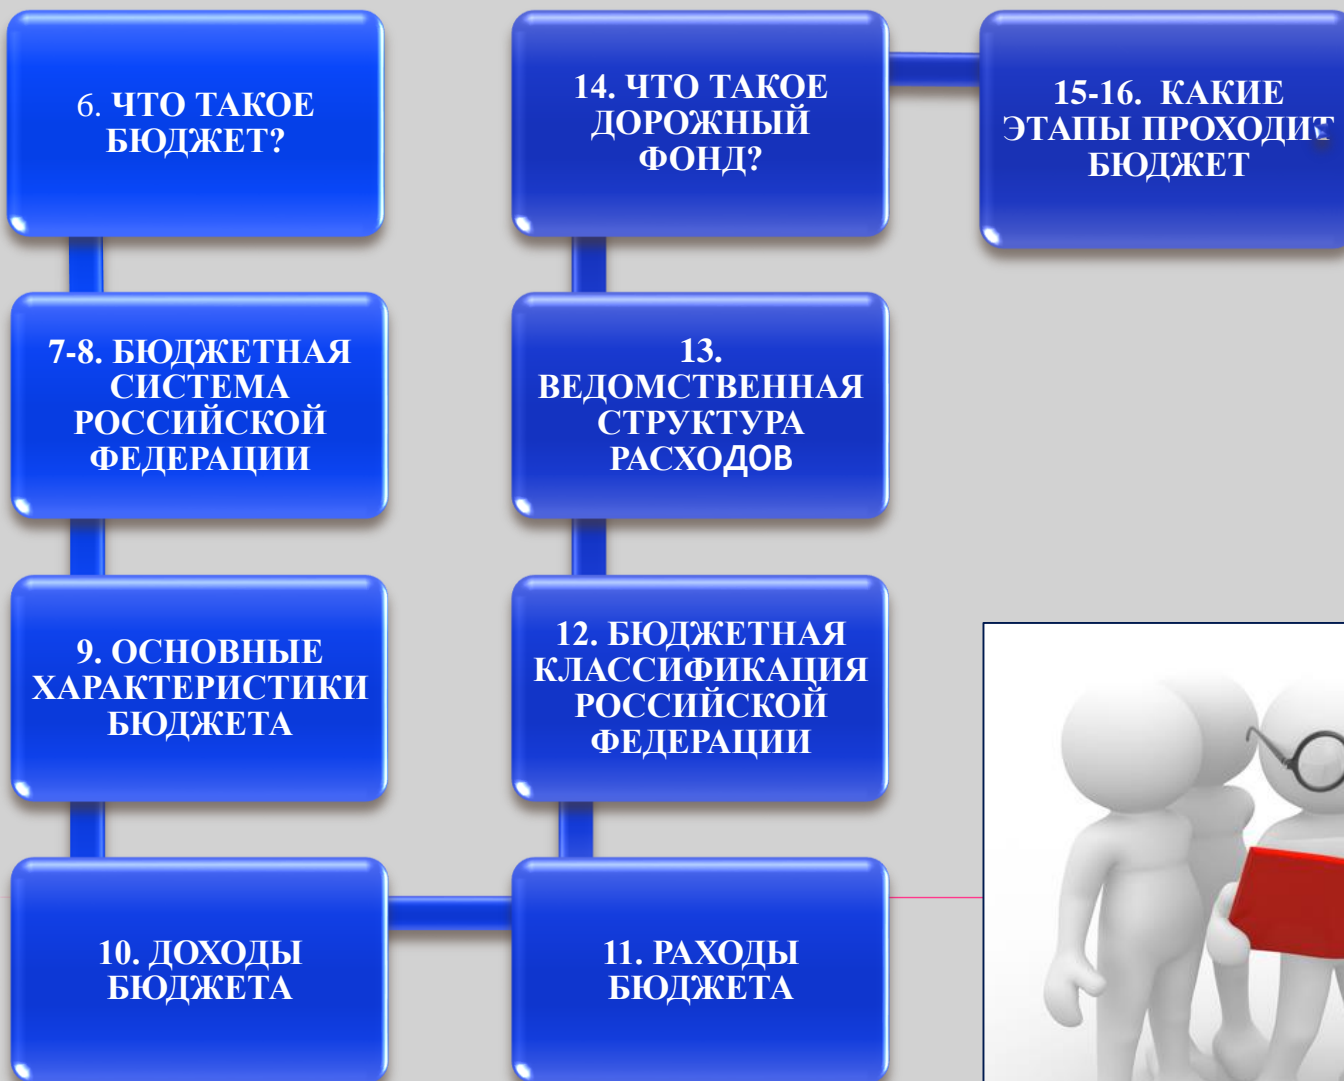 6. ЧТО ТАКОЕ
БЮДЖЕТ?
7-8. БЮДЖЕТНАЯ
СИСТЕМА
РОССИЙСКОЙ
ФЕДЕРАЦИИ
9. ОСНОВНЫЕ
ХАРАКТЕРИСТИКИ
БЮДЖЕТА
10. ДОХОДЫ
БЮДЖЕТА
11. РАХОДЫ
БЮДЖЕТА
12. БЮДЖЕТНАЯ
КЛАССИФИКАЦИЯ
РОССИЙСКОЙ
ФЕДЕРАЦИИ
13.
ВЕДОМСТВЕННАЯ
СТРУКТУРА
РАСХОДОВ
14. ЧТО ТАКОЕ
ДОРОЖНЫЙ
ФОНД?
15-16. КАКИЕ
ЭТАПЫ ПРОХОДИТ
БЮДЖЕТ